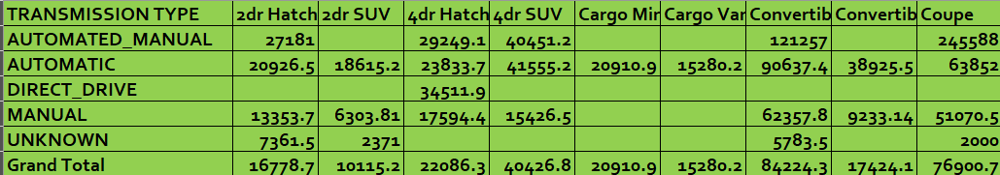 TRANSMISSION TYPE 2dr Hatch 2dr SUV 4dr Hatch 4dr SUV Cargo Min Cargo Van Convertib Convertib Coupe
AUTOMATED_MANUAL 27181 29249.1 40451.2 121257 245588
AUTOMATIC 20926.5 18615.2 23833.7 41555.2 20910.9 15280.2 90637.4 38925.5 63852
DIRECT_DRIVE 34511.9
MANUAL 13353.7 6303.81 17594.4 15426.5 62357.8 9233.14 51070.5
UNKNOWN 7361.5 2371 5783.5 2000
Grand Total 16778.7 10115.2 22086.3 40426.8 20910.9 15280.2 84224.3 17424.1 76900.7